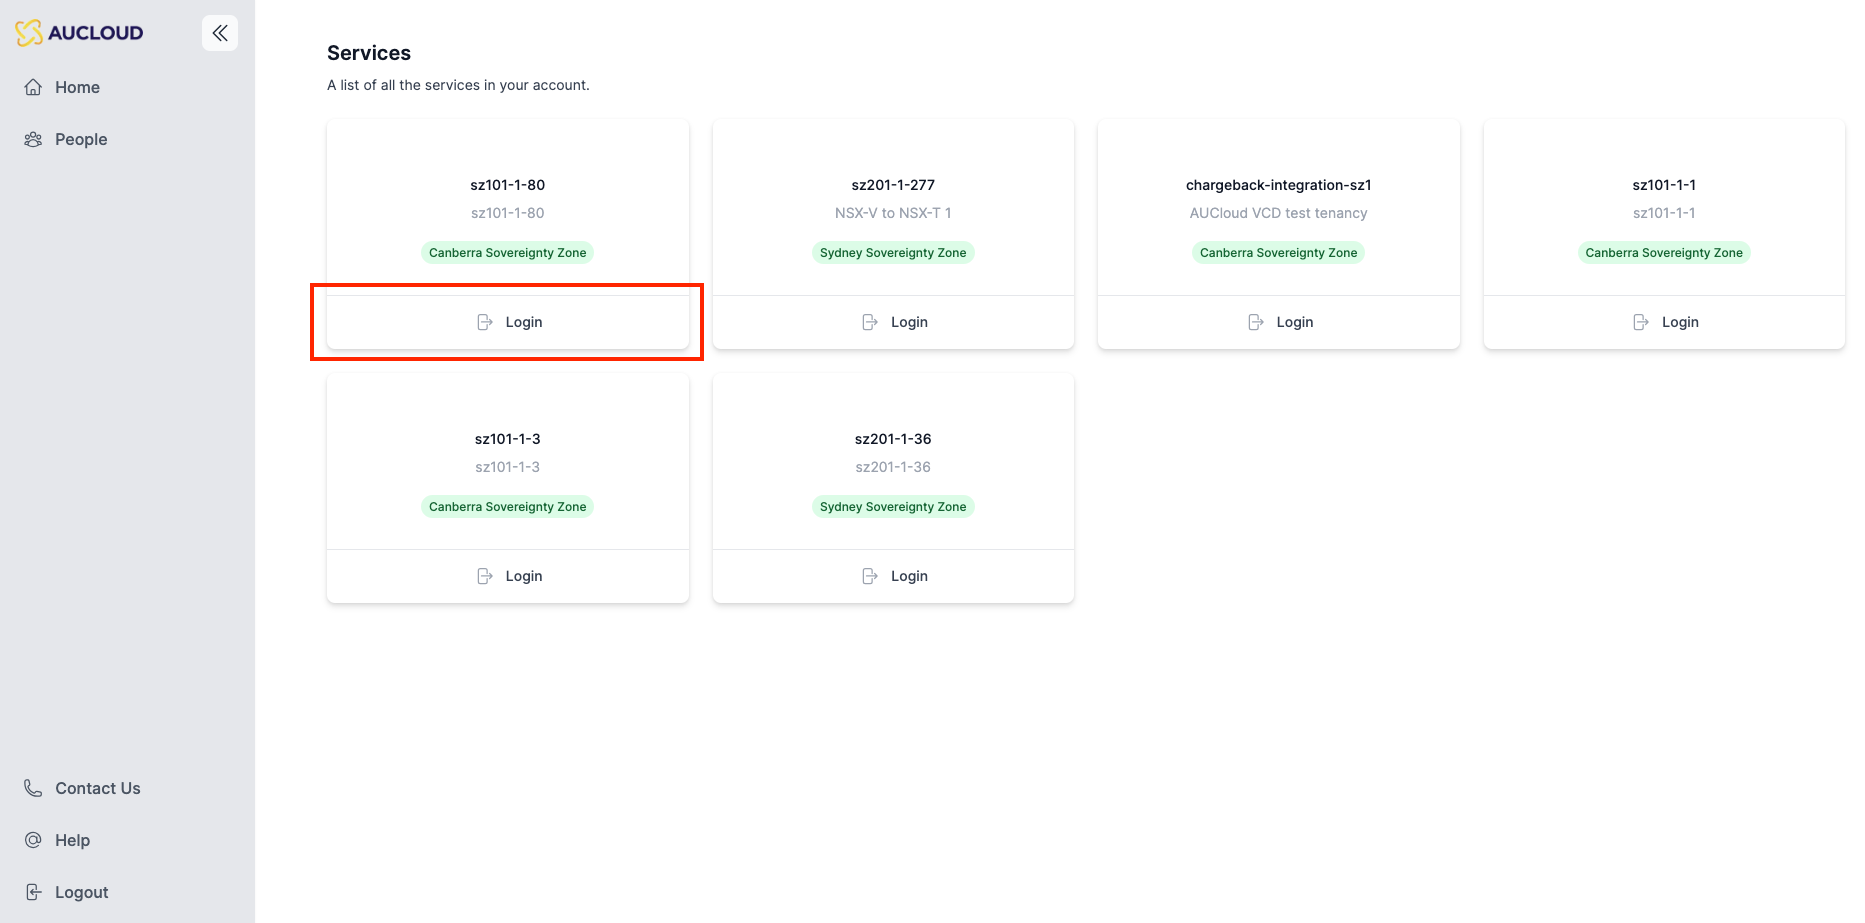 AUCLOUD
Home
People
Contact Us
Help
Logout
Services
A list of all the services in your account.
sz101-1-80
sz101-1-80
Canberra Sovereignty Zone
Login
sz201-1-277
NSX-V to NSX-T 1
Sydney Sovereignty Zone
Login
chargeback-integration-sz1
AUCloud VCD test tenancy
Canberra Sovereignty Zone
Login
sz101-1-1
sz101-1-1
Canberra Sovereignty Zone
Login
sz101-1-3
sz101-1-3
Canberra Sovereignty Zone
Login
sz201-1-36
sz201-1-36
Sydney Sovereignty Zone
Login